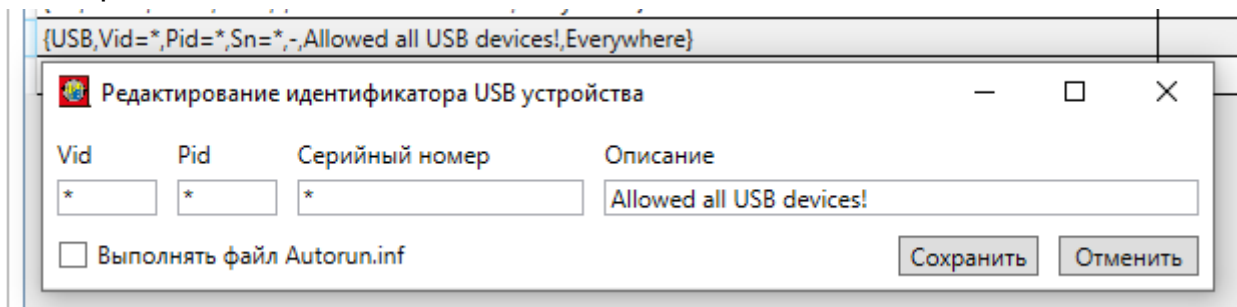 {USB,Vid=*,Pid=*,Sn=*,-,Allowed all USB devices!,Everywhere}
Редактирование идентификатора USB устройства
Vid Pid Серийный номер Описание
* * * Allowed all USB devices!
Выполнять файл Autorun.inf Сохранить Отменить